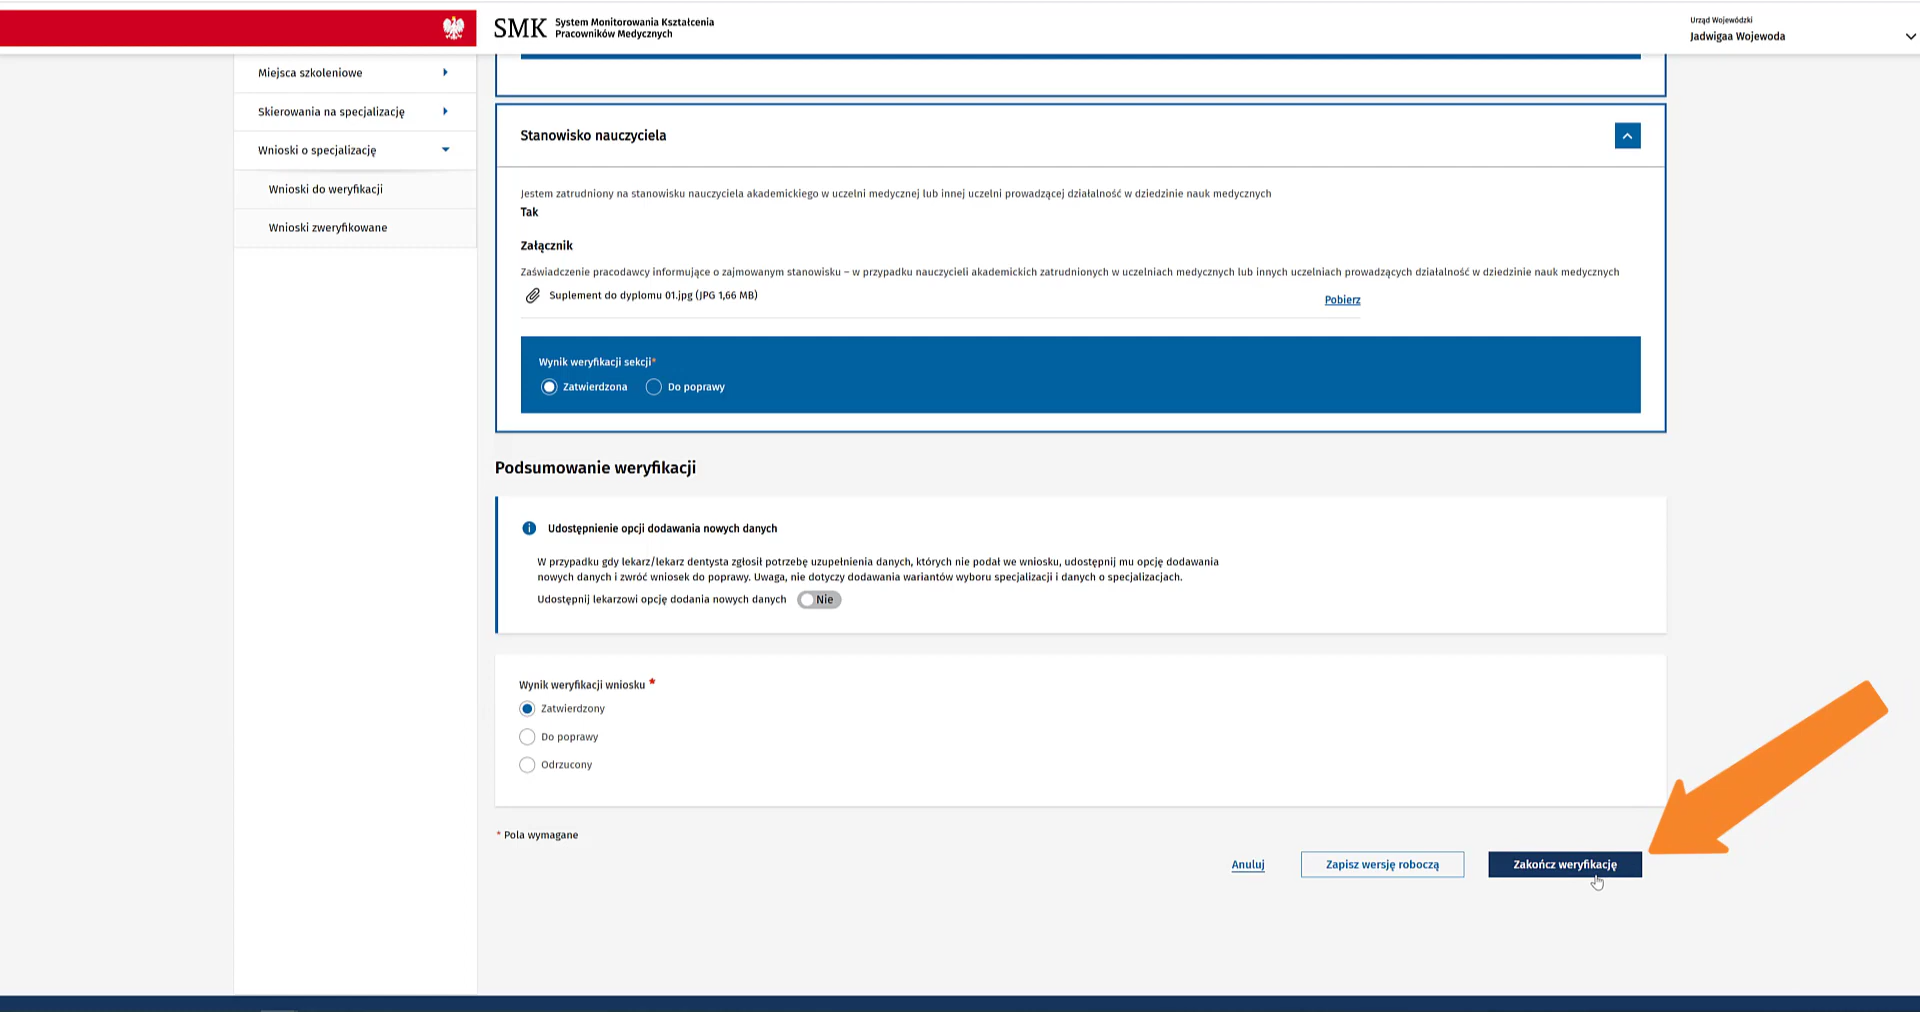 SMK
System Monitorowania Kształcenia
Pracowników Medycznych
Urząd Wojewódzki
Jadwigaa Wojewoda
Miejsca szkoleniowe
Skierowania na specjalizację
Wnioski o specjalizację
Wnioski do weryfikacji
Wnioski zweryfikowane
Stanowisko nauczyciela
Jestem zatrudniony na stanowisku nauczyciela akademickiego w uczelni medycznej lub innej uczelni prowadzącej działalność w dziedzinie nauk medycznych
Tak
Załącznik
Zaświadczenie pracodawcy informujące o zajmowanym stanowisku – w przypadku nauczycieli akademickich zatrudnionych w uczelniach medycznych lub innych uczelniach prowadzących działalność w dziedzinie nauk medycznych
Suplement do dyplomu 01.jpg (JPG 1,66 MB)
Pobierz
Wynik weryfikacji sekcji*
Zatwierdzona
Do poprawy
Podsumowanie weryfikacji
Udostępnienie opcji dodawania nowych danych
W przypadku gdy lekarz/lekarz dentysta zgłosił potrzebę uzupełnienia danych, których nie podał we wniosku, udostępnij mu opcję dodawania
nowych danych i zwróć wniosek do poprawy. Uwaga, nie dotyczy dodawania wariantów wyboru specjalizacji i danych o specjalizacjach.
Udostępnij lekarzowi opcję dodania nowych danych
Nie
Wynik weryfikacji wniosku *
Zatwierdzony
Do poprawy
Odrzucony
* Pola wymagane
Anuluj
Zapisz wersję roboczą
Zakończ weryfikację